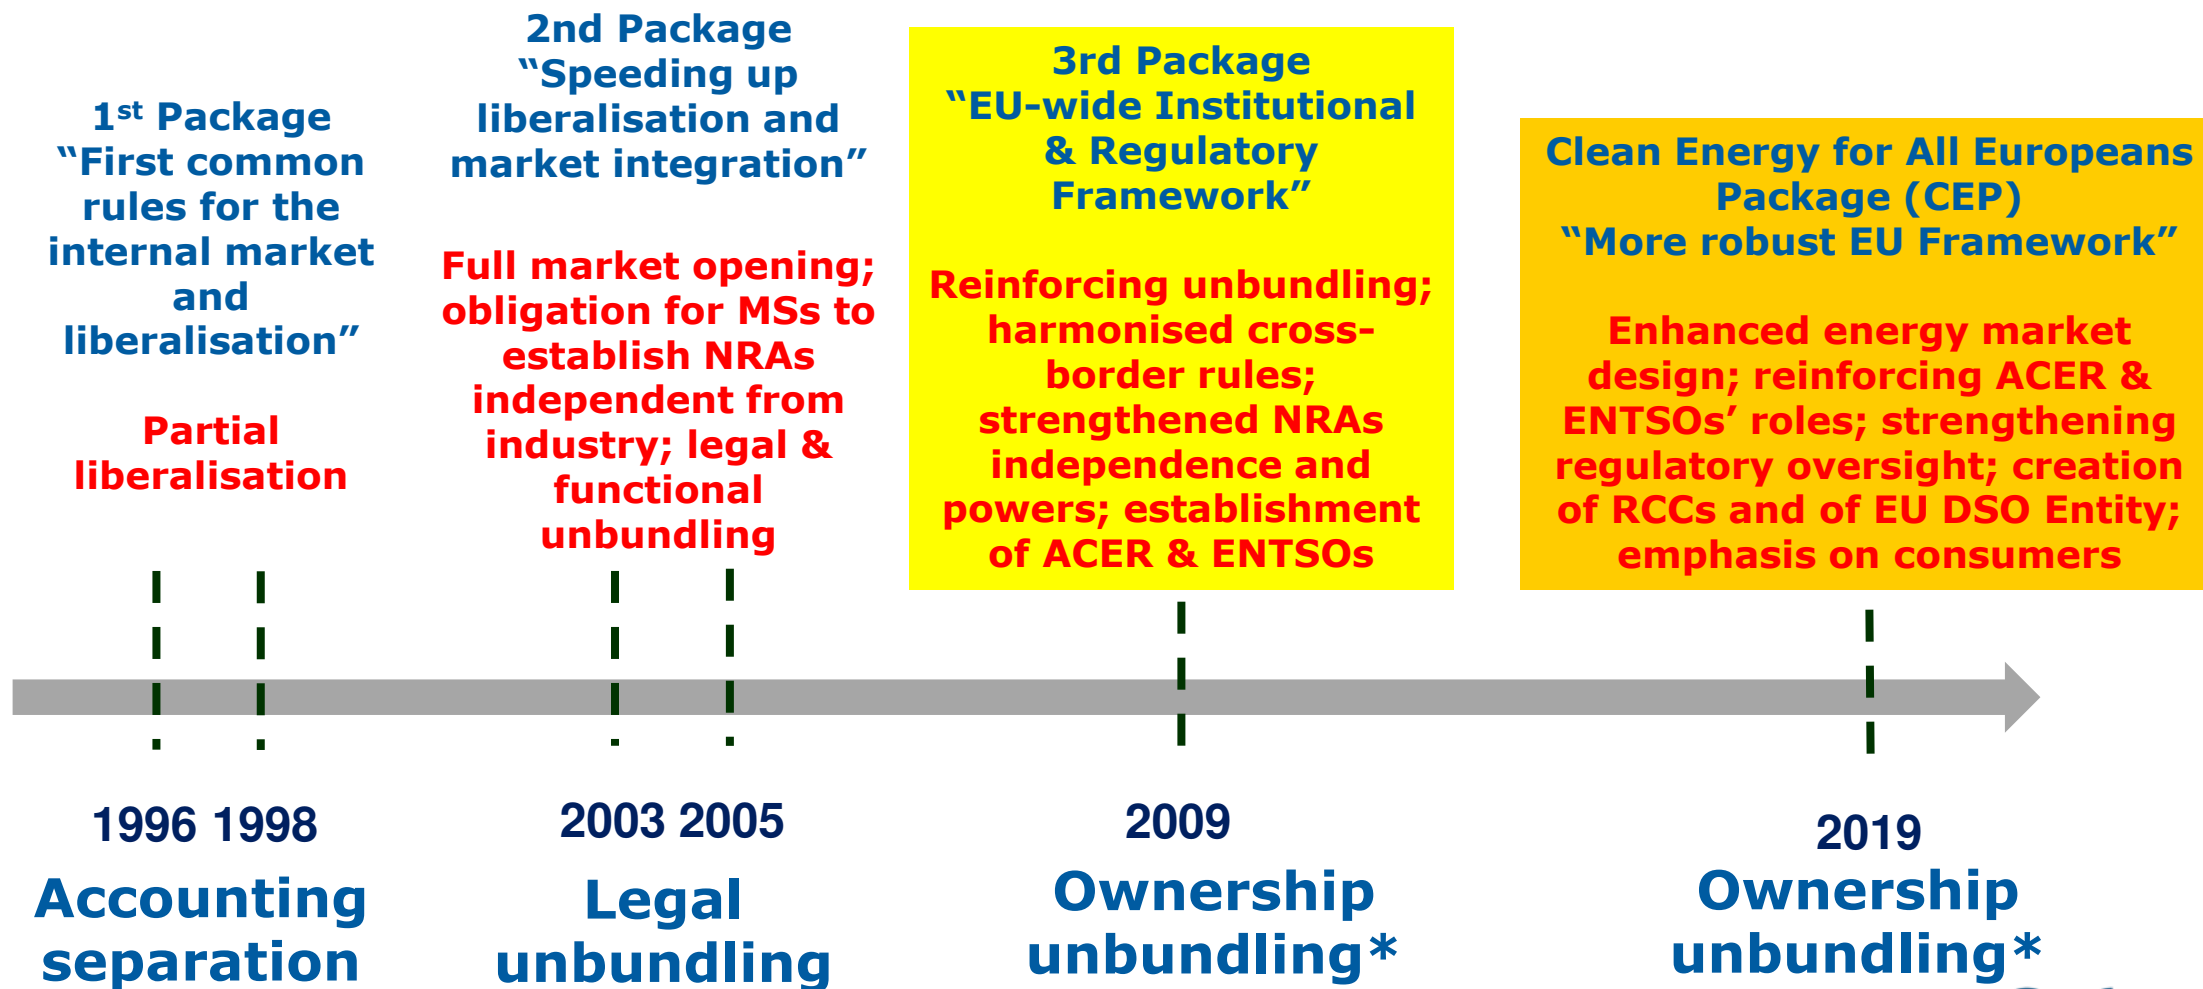 1st Package
“First common
rules for the
internal market
and
liberalisation”
Partial
liberalisation
2nd Package
“Speeding up
liberalisation and
market integration”
Full market opening;
obligation for MSs to
establish NRAs
independent from
industry; legal &
functional
unbundling
3rd Package
“EU-wide Institutional
& Regulatory
Framework”
Reinforcing unbundling;
harmonised cross-
border rules;
strengthened NRAs
independence and
powers; establishment
of ACER & ENTSOs
Clean Energy for All Europeans
Package (CEP)
“More robust EU Framework”
Enhanced energy market
design; reinforcing ACER &
ENTSOs’ roles; strengthening
regulatory oversight; creation
of RCCs and of EU DSO Entity;
emphasis on consumers
1996 1998
2003 2005
2009
2019
Accounting
separation
Legal
unbundling
Ownership
unbundling*
Ownership
unbundling*